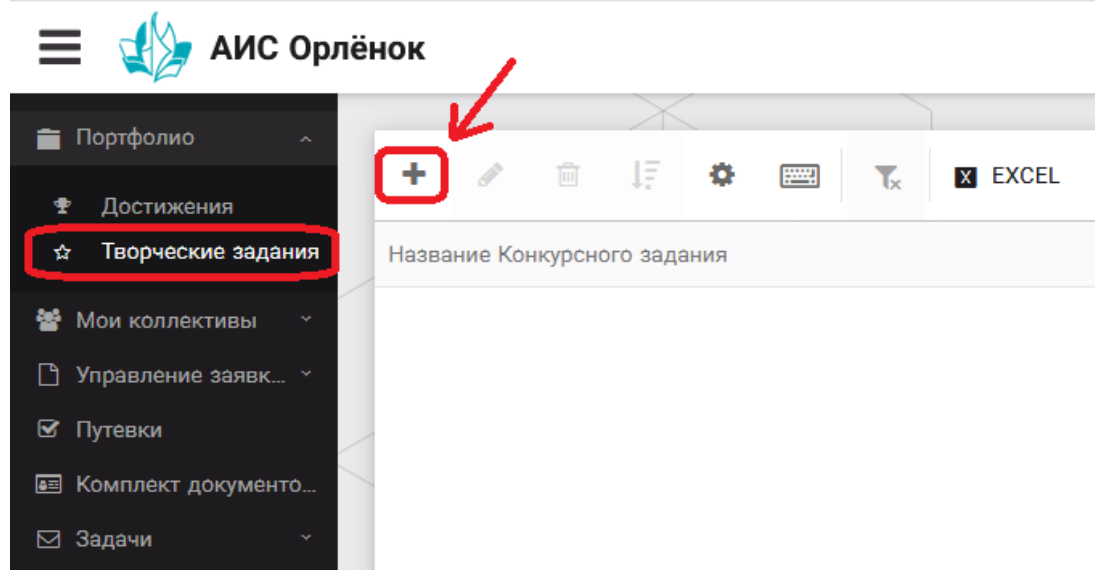 АИС Орлёнок
Портфолио
Достижения
Творческие задания
Мои коллективы
Управление заявк...
Путевки
Комплект документо...
Задачи
X EXCEL
Название Конкурсного задания